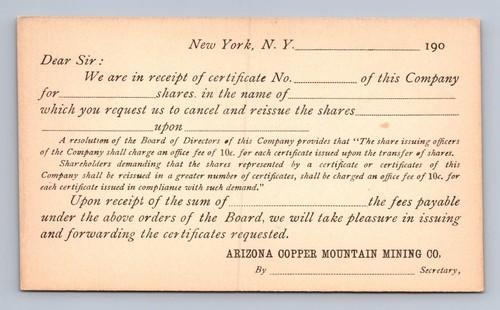 New York, N. Y. 190
Dear Sir:
We are in receipt of certificate No. of this Company
for shares. in the name of
which you request us to cancel and reissue the shares
upon
A resolution of the Board of Directors of this Company provides that "The share issuing officers
of the Company shall charge an office fee of 10c. for each certificate issued upon the transfer of shares.
Shareholders demanding that the shares represented by a certificate or certificates of this
Company shall be reissued in a greater number of certificates, shall be charged an office fee of 10c. for
each certificate issued in compliance with such demand."
Upon receipt of the sum of the fees payable
under the above orders of the Board, we will take pleasure in issuing
and forwarding the certificates requested.
ARIZONA COPPER MOUNTAIN MINING CO.
By Secretary,